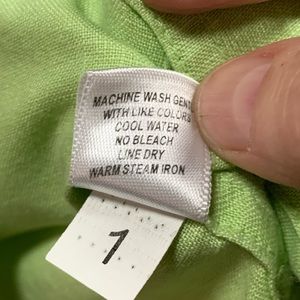 MACHINE WASH GENT
WITH LIKE COLORS
COOL WATER
NO BLEACH
LINE DRY
WARM STEAM IRON
1